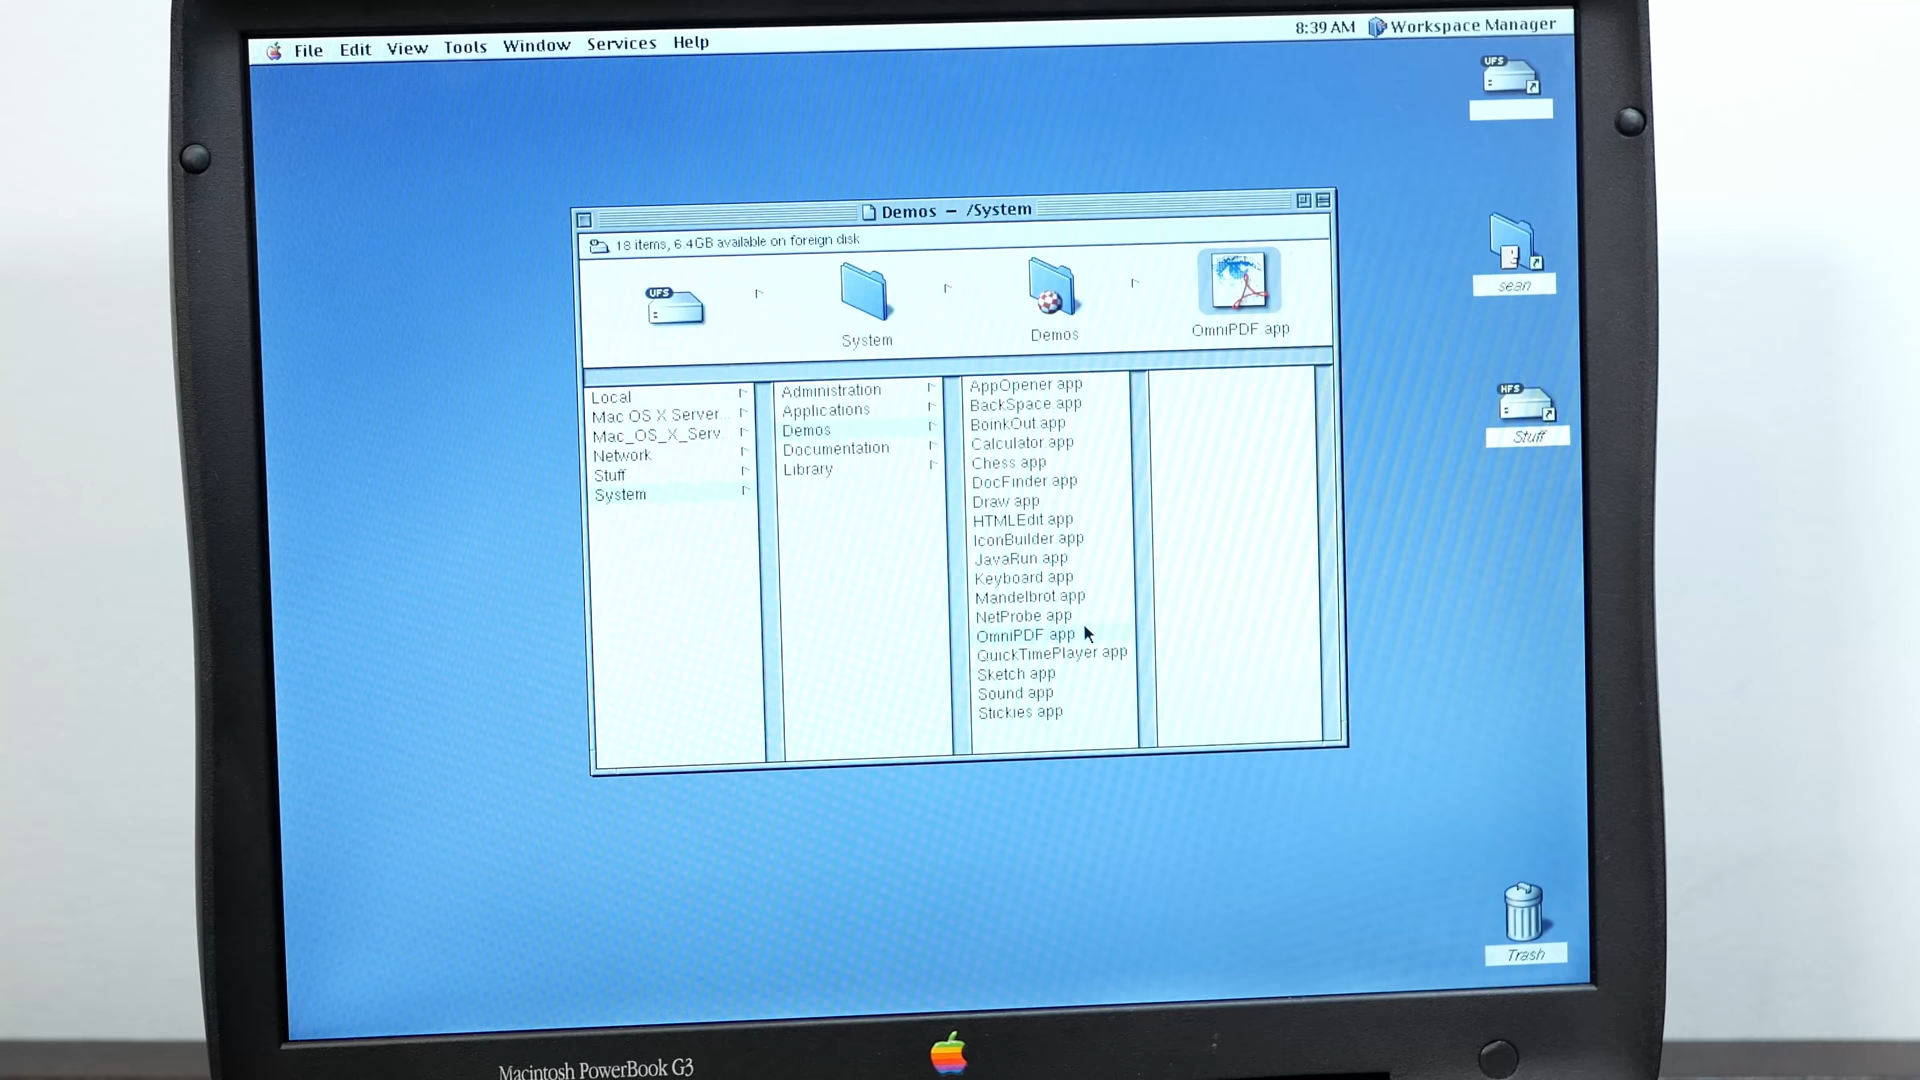 File Edit View Tools Window Services Help 8:39 AM Workspace Manager
UFS
sean
HFS
Stuff
Trash
Demos — /System
18 items, 6.4GB available on foreign disk
UFS
System
Demos
OmniPDF.app
Local
Mac OS X Server...
Mac_OS_X_Serv
Network
Stuff
System
Administration
Applications
Demos
Documentation
Library
AppOpener.app
BackSpace.app
BoinkOut.app
Calculator.app
Chess.app
DocFinder.app
Draw.app
HTMLEdit.app
IconBuilder.app
JavaRun.app
Keyboard.app
Mandelbrot.app
NetProbe.app
OmniPDF.app
QuickTimePlayer.app
Sketch.app
Sound.app
Stickies.app
Macintosh PowerBook G3